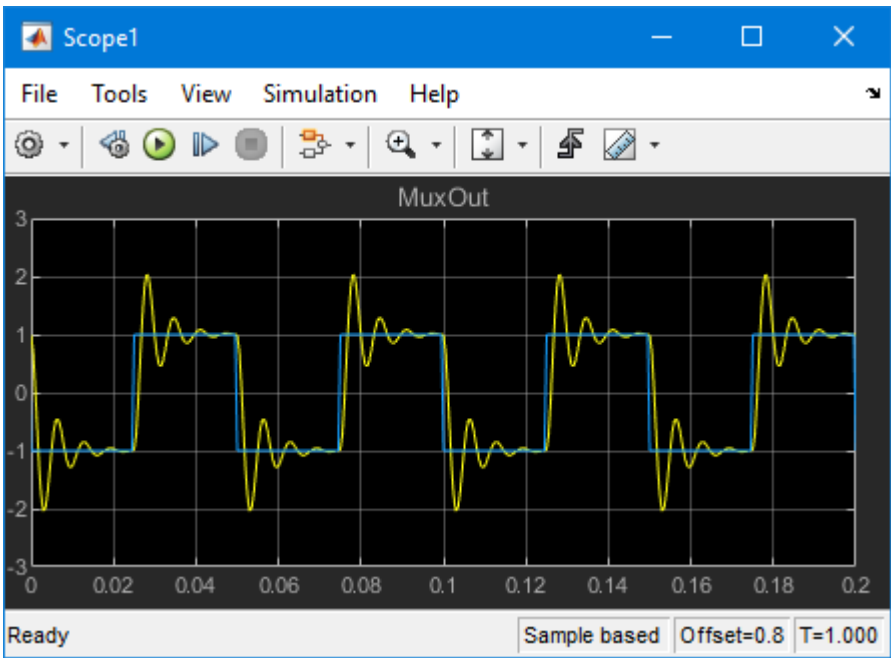 Scope1
File Tools View Simulation Help
MuxOut
3
2
1
0
-1
-2
-3
0 0.02 0.04 0.06 0.08 0.1 0.12 0.14 0.16 0.18 0.2
Ready Sample based Offset=0.8 T=1.000